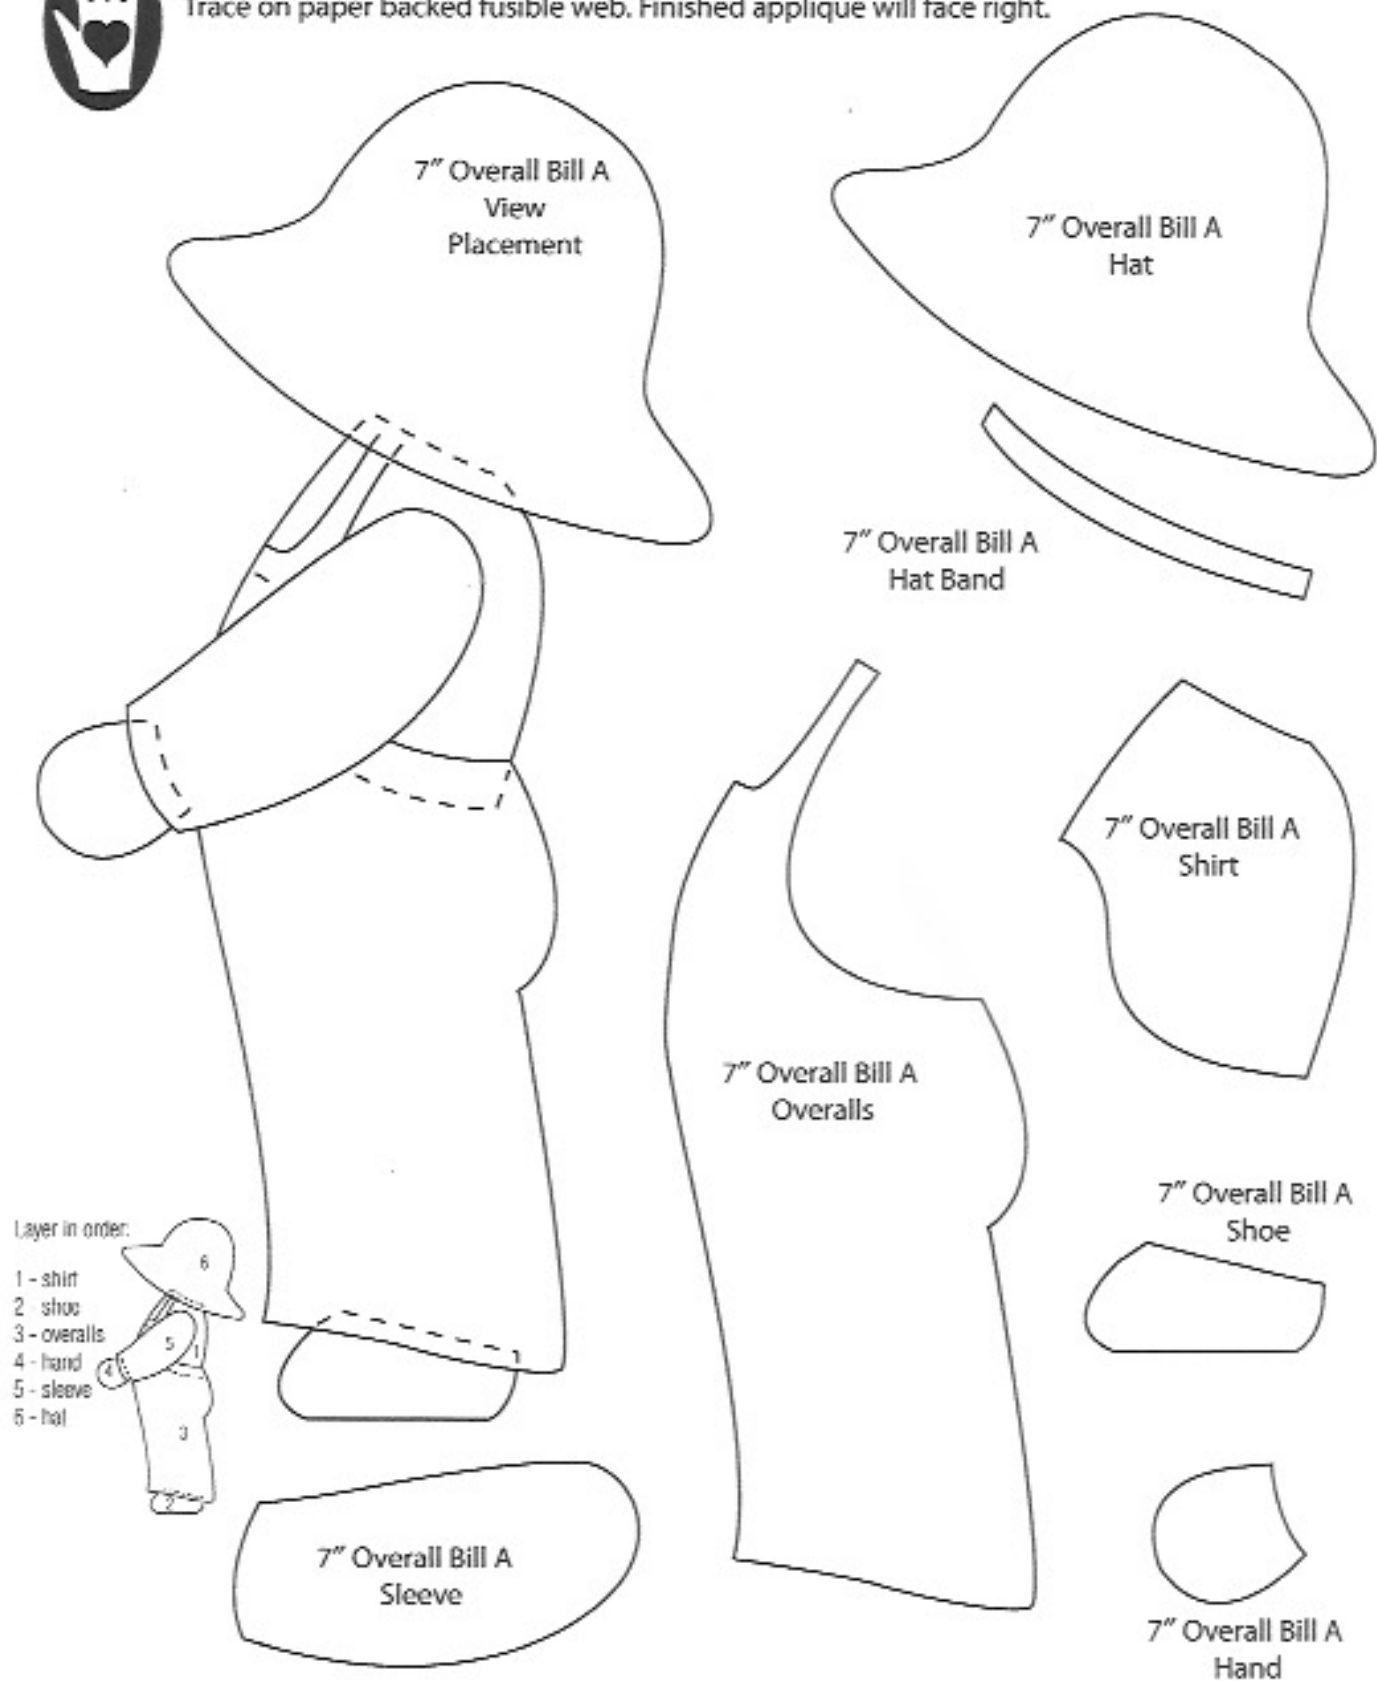 Trace on paper backed fusible web. Finished applique will face right.
7" Overall Bill A
View
Placement
7" Overall Bill A
Hat
7" Overall Bill A
Hat Band
7" Overall Bill A
Shirt
7" Overall Bill A
Overalls
7" Overall Bill A
Shoe
Layer in order:
1 - shirt
2 - shoe
3 - overalls
4 - hand
5 - sleeve
6 - hat
6
5
1
4
3
2
7" Overall Bill A
Sleeve
7" Overall Bill A
Hand